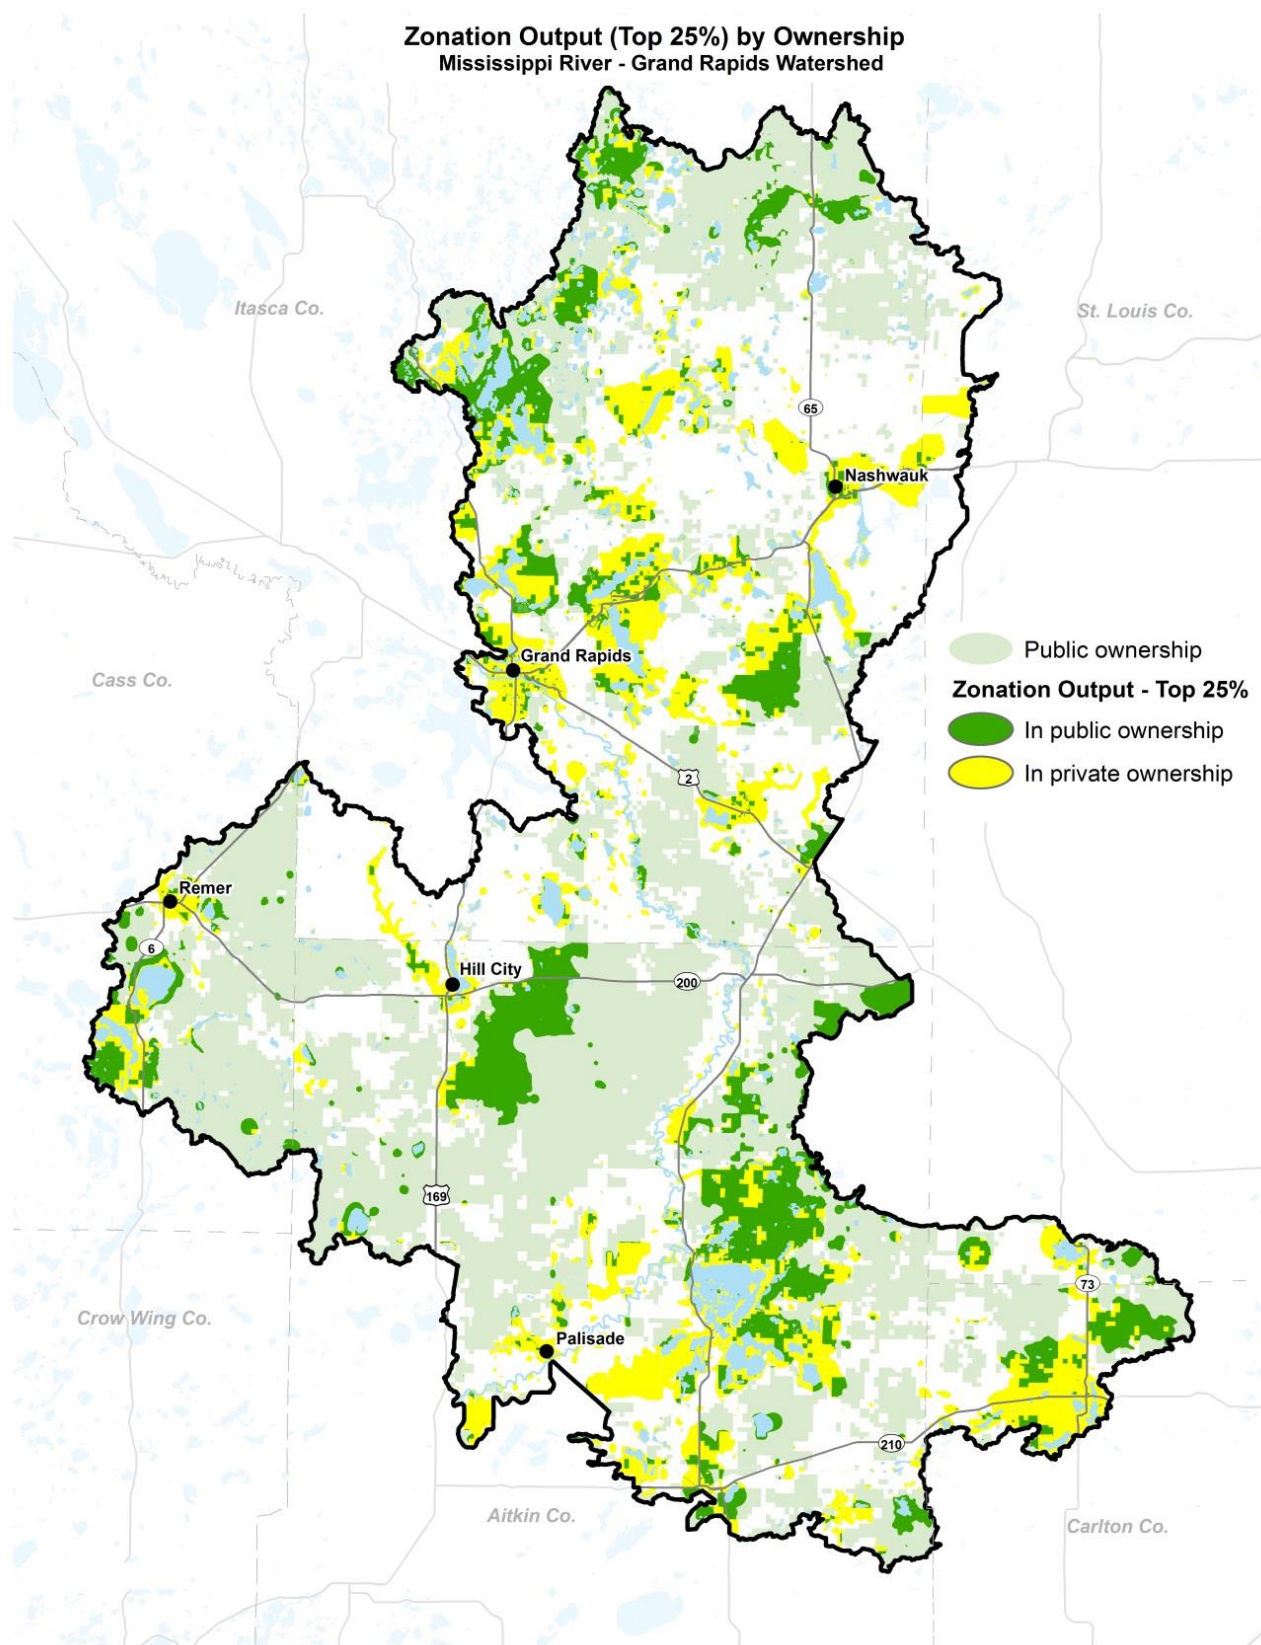 Zonation Output (Top 25%) by Ownership
Mississippi River - Grand Rapids Watershed
Itasca Co.
St. Louis Co.
65
Nashwauk
Public ownership
Grand Rapids
Cass Co.
Zonation Output - Top 25%
In public ownership
In private ownership
2
Remer
6
Hill City
200
169
73
Crow Wing Co.
Palisade
210
Aitkin Co.
Carlton Co.